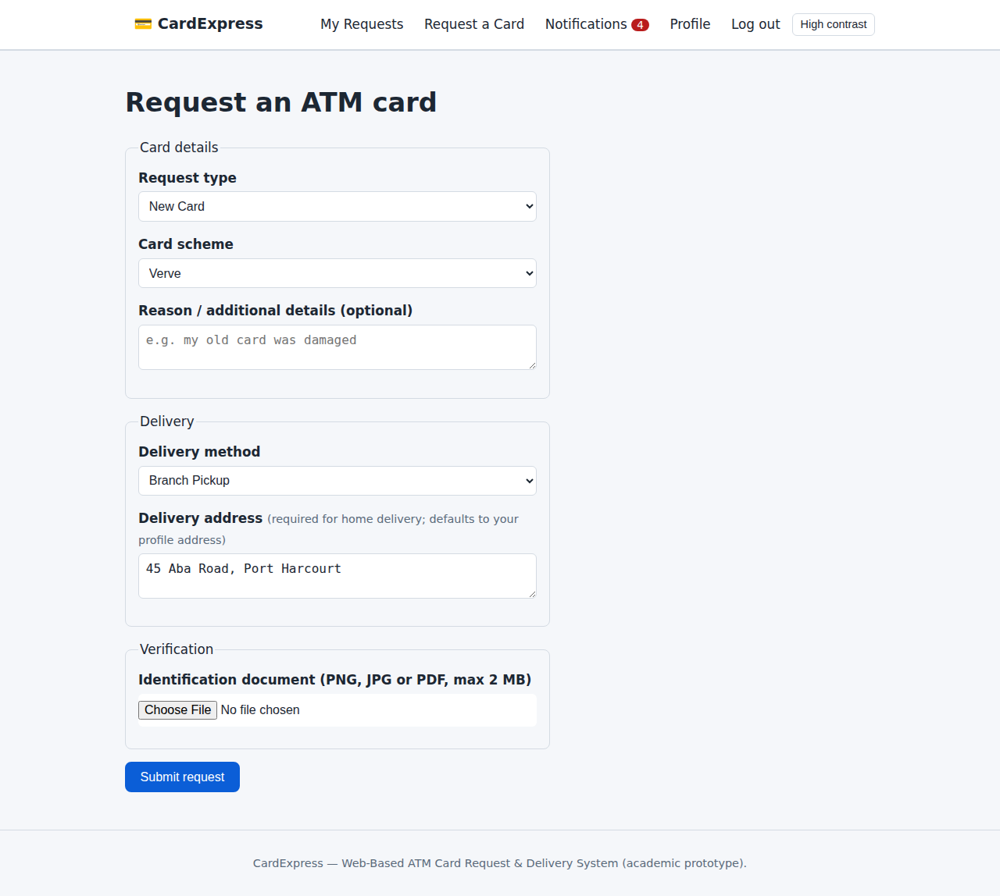 💳 CardExpress My Requests Request a Card Notifications 4 Profile Log out High contrast
Request an ATM card
Card details
Request type
New Card
Card scheme
Verve
Reason / additional details (optional)
e.g. my old card was damaged
Delivery
Delivery method
Branch Pickup
Delivery address (required for home delivery; defaults to your
profile address)
45 Aba Road, Port Harcourt
Verification
Identification document (PNG, JPG or PDF, max 2 MB)
Choose File No file chosen
Submit request
CardExpress — Web-Based ATM Card Request & Delivery System (academic prototype).